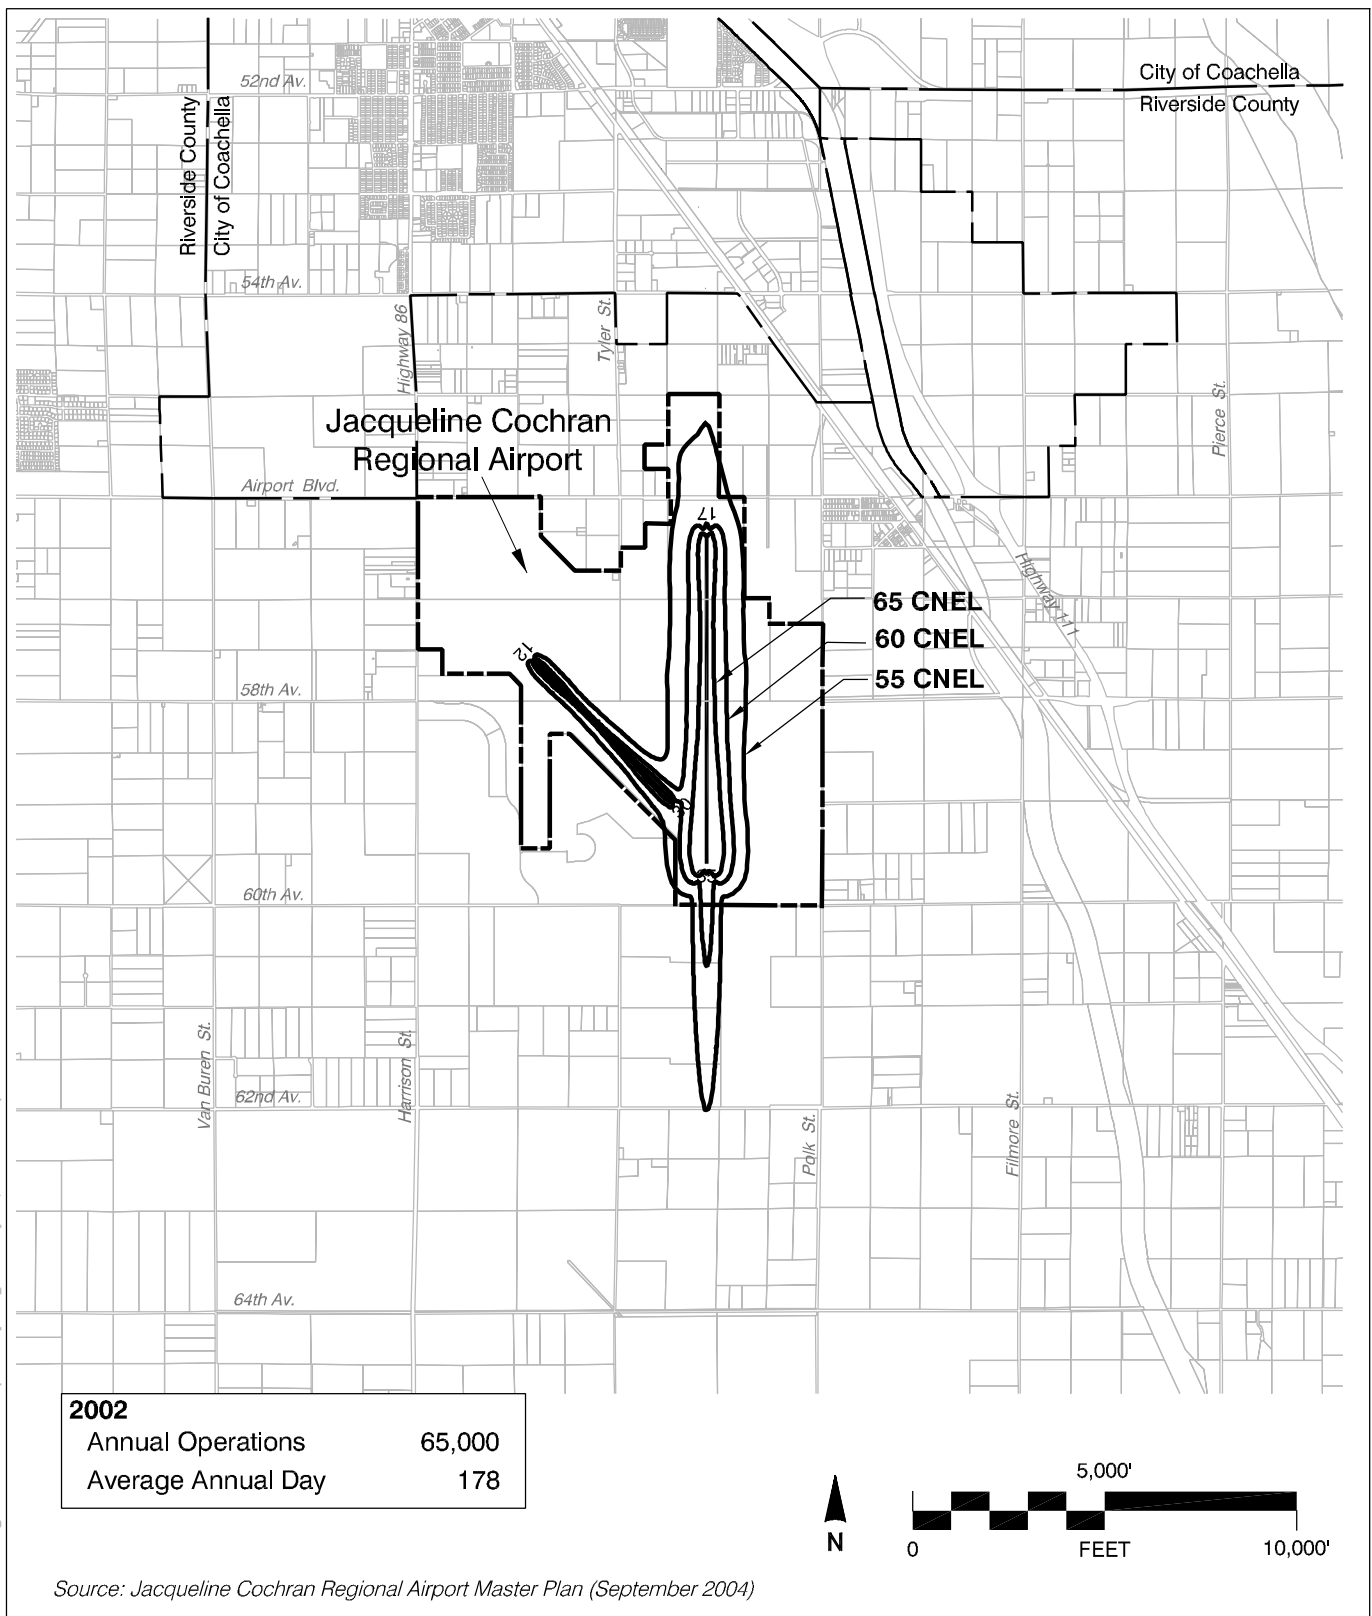 52nd Av.
City of Coachella
Riverside County
Riverside County
City of Coachella
54th Av.
Highway 86
Tyler St.
Pierce St.
Jacqueline Cochran
Regional Airport
Airport Blvd.
17
Highway 111
65 CNEL
60 CNEL
55 CNEL
12
58th Av.
60th Av.
Van Buren St.
Harrison St.
62nd Av.
Polk St.
Filmore St.
64th Av.
2002
Annual Operations 65,000
Average Annual Day 178
5,000'
N
0 FEET 10,000'
Source: Jacqueline Cochran Regional Airport Master Plan (September 2004)